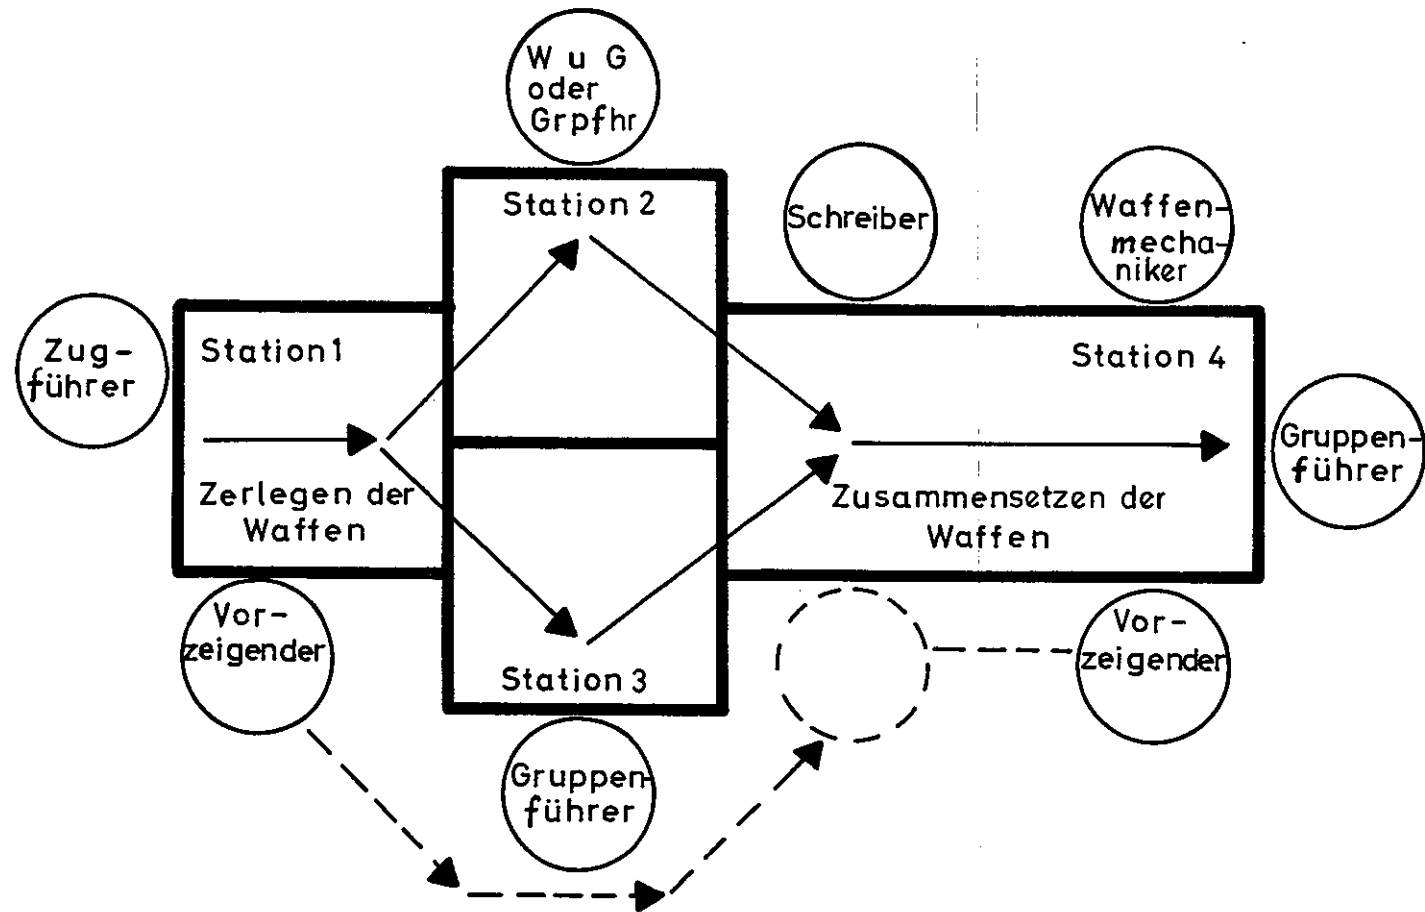 W u G
oder
Grpfhr
Station 2
Schreiber
Waffen-
mecha-
niker
Zug-
führer
Station 1
Station 4
Gruppen-
führer
Zerlegen der
Waffen
Zusammensetzen der
Waffen
Vor-
zeigender
Station 3
Vor-
zeigender
Gruppen-
führer